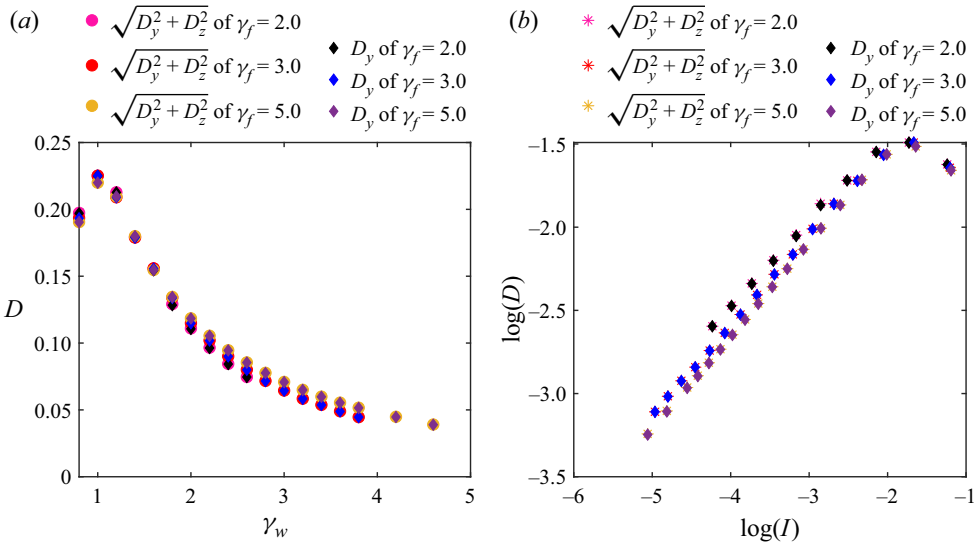 (a)
√(D_y^2 + D_z^2) of γ_f = 2.0
√(D_y^2 + D_z^2) of γ_f = 3.0
√(D_y^2 + D_z^2) of γ_f = 5.0
D_y of γ_f = 2.0
D_y of γ_f = 3.0
D_y of γ_f = 5.0
0.25
0.20
0.15
0.10
0.05
0
D
1 2 3 4 5
γ_w
(b)
√(D_y^2 + D_z^2) of γ_f = 2.0
√(D_y^2 + D_z^2) of γ_f = 3.0
√(D_y^2 + D_z^2) of γ_f = 5.0
D_y of γ_f = 2.0
D_y of γ_f = 3.0
D_y of γ_f = 5.0
−1.5
−2.0
−2.5
−3.0
−3.5
log(D)
−6 −5 −4 −3 −2 −1
log(I)